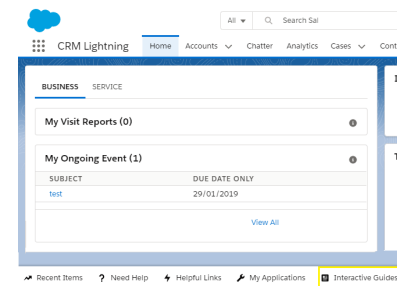 All Search Sal
CRM Lightning Home Accounts Chatter Analytics Cases Cont
BUSINESS SERVICE
My Visit Reports (0)
My Ongoing Event (1)
SUBJECT DUE DATE ONLY
test 29/01/2019
View All
Recent Items ? Need Help Helpful Links My Applications Interactive Guides